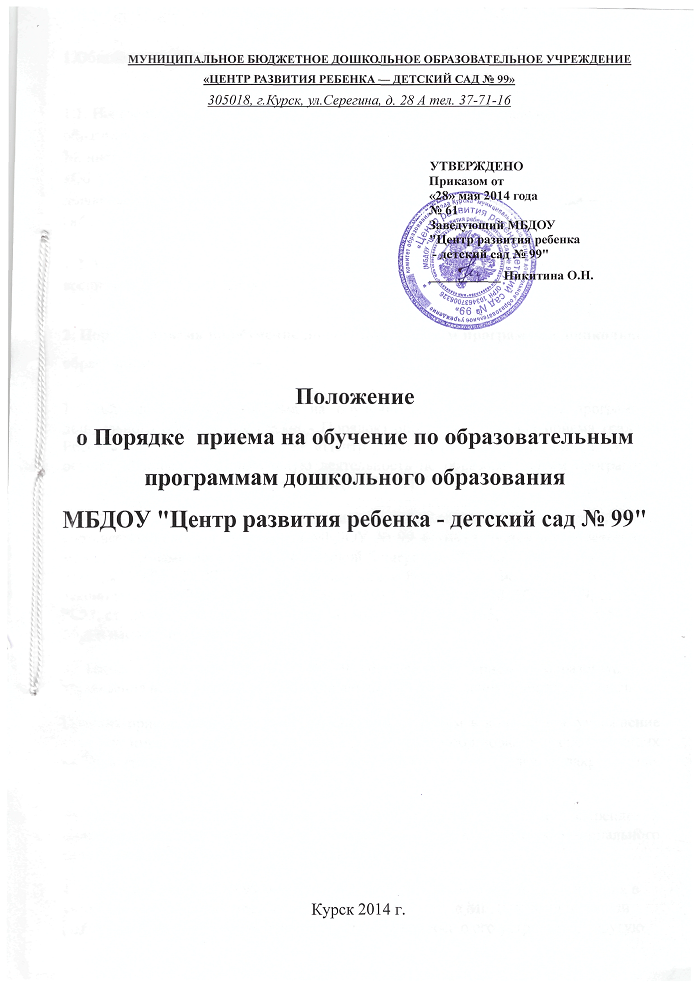 МУНИЦИПАЛЬНОЕ БЮДЖЕТНОЕ ДОШКОЛЬНОЕ ОБРАЗОВАТЕЛЬНОЕ УЧРЕЖДЕНИЕ
«ЦЕНТР РАЗВИТИЯ РЕБЕНКА — ДЕТСКИЙ САД № 99»
305018, г.Курск, ул.Серегина, д. 28 А тел. 37-71-16
УТВЕРЖДЕНО
Приказом от
«28» мая 2014 года
№ 61
Заведующий МБДОУ
"Центр развития ребенка
- детский сад № 99"
Никитина О.Н.
Положение
о Порядке приема на обучение по образовательным
программам дошкольного образования
МБДОУ "Центр развития ребенка - детский сад № 99"
Курск 2014 г.